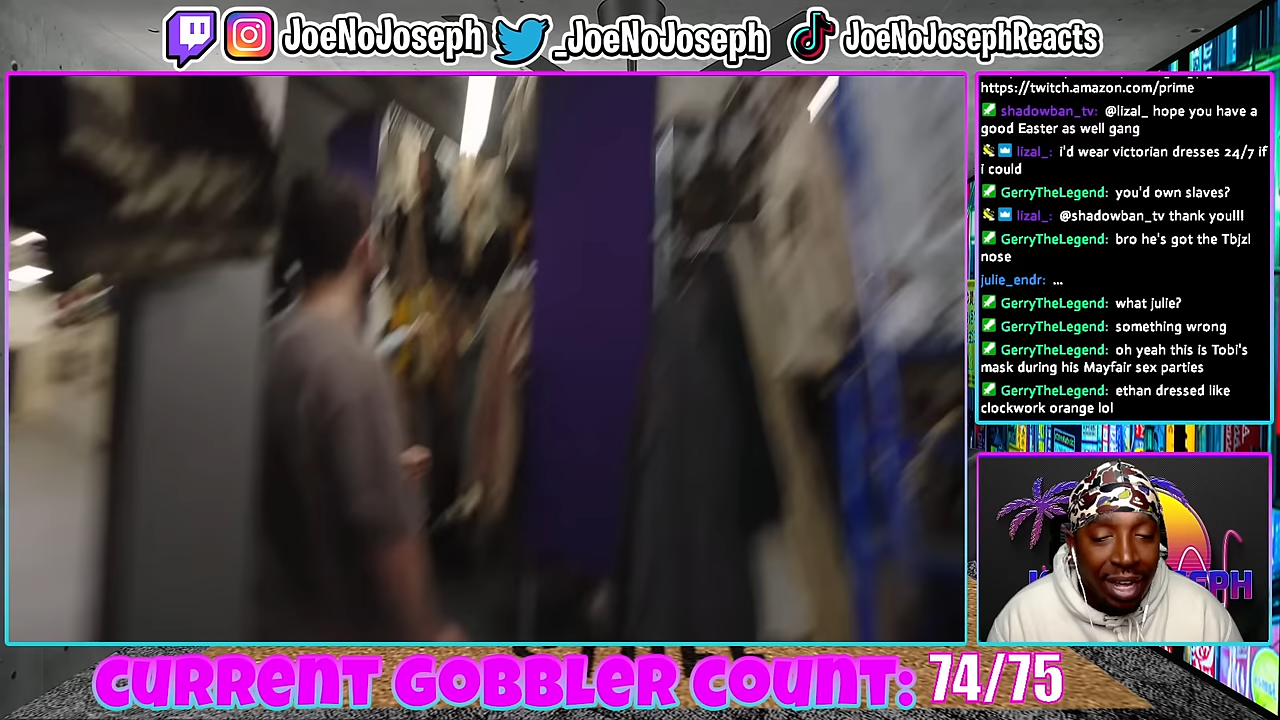 JoeNoJoseph _JoeNoJoseph JoeNoJosephReacts
https://twitch.amazon.com/prime
shadowban_tv: @lizal_ hope you have a
good Easter as well gang
lizal_: i'd wear victorian dresses 24/7 if
i could
GerryTheLegend: you'd own slaves?
lizal_: @shadowban_tv thank you!!!
GerryTheLegend: bro he's got the Tbjzl
nose
julie_endr: ...
GerryTheLegend: what julie?
GerryTheLegend: something wrong
GerryTheLegend: oh yeah this is Tobi's
mask during his Mayfair sex parties
GerryTheLegend: ethan dressed like
clockwork orange lol
CURRENT GOBBLER COUNT: 74/75